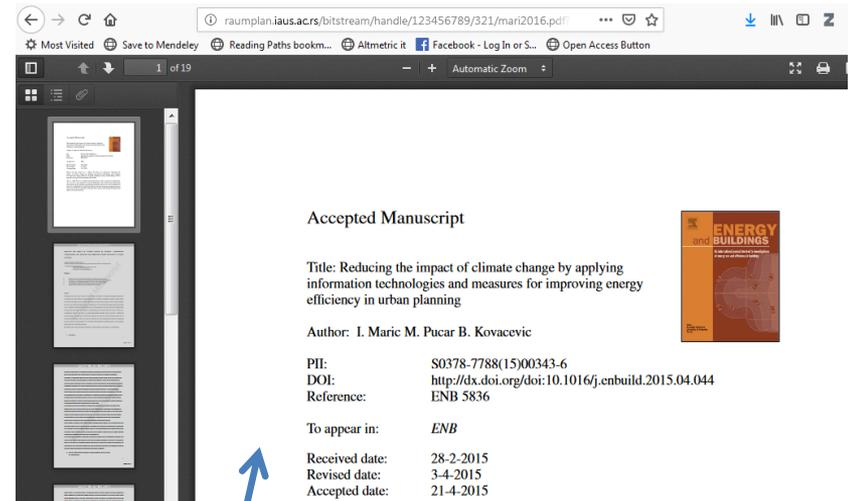 raumplan.iaus.ac.rs/bitstream/handle/123456789/321/mari2016.pdf?
Most Visited Save to Mendeley Reading Paths bookm... Altmetric it Facebook - Log In or S... Open Access Button
1 of 19 Automatic Zoom
Accepted Manuscript
ENERGY
and BUILDINGS
Title: Reducing the impact of climate change by applying
information technologies and measures for improving energy
efficiency in urban planning
Author: I. Maric M. Pucar B. Kovacevic
PII: S0378-7788(15)00343-6
DOI: http://dx.doi.org/doi:10.1016/j.enbuild.2015.04.044
Reference: ENB 5836
To appear in: ENB
Received date: 28-2-2015
Revised date: 3-4-2015
Accepted date: 21-4-2015